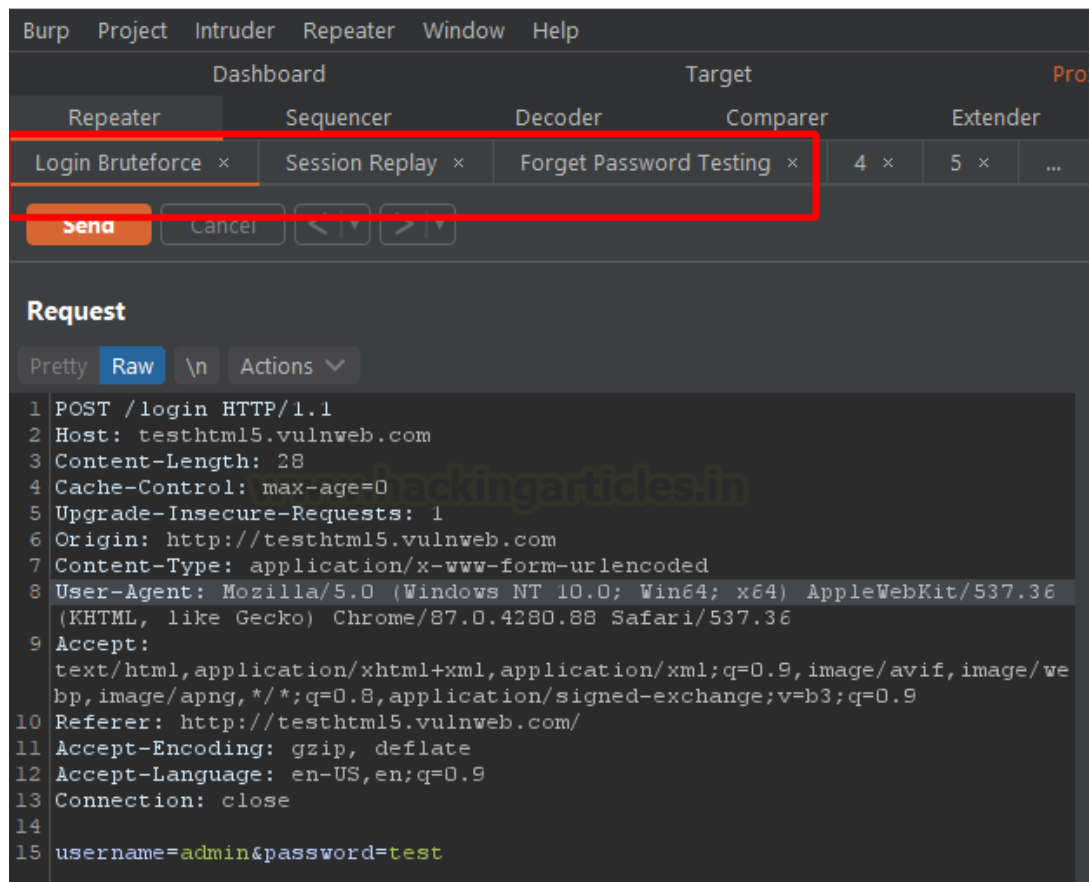 Burp Project Intruder Repeater Window Help
Dashboard Target Pro
Repeater Sequencer Decoder Comparer Extender
Login Bruteforce × Session Replay × Forget Password Testing × 4 × 5 × ...
Send Cancel < >
Request
Pretty Raw \n Actions
1 POST /login HTTP/1.1
2 Host: testhtml5.vulnweb.com
3 Content-Length: 28
4 Cache-Control: max-age=0
www.hackingarticles.in
5 Upgrade-Insecure-Requests: 1
6 Origin: http://testhtml5.vulnweb.com
7 Content-Type: application/x-www-form-urlencoded
8 User-Agent: Mozilla/5.0 (Windows NT 10.0; Win64; x64) AppleWebKit/537.36
(KHTML, like Gecko) Chrome/87.0.4280.88 Safari/537.36
9 Accept:
text/html,application/xhtml+xml,application/xml;q=0.9,image/avif,image/we
bp,image/apng,*/*;q=0.8,application/signed-exchange;v=b3;q=0.9
10 Referer: http://testhtml5.vulnweb.com/
11 Accept-Encoding: gzip, deflate
12 Accept-Language: en-US,en;q=0.9
13 Connection: close
14
15 username=admin&password=test